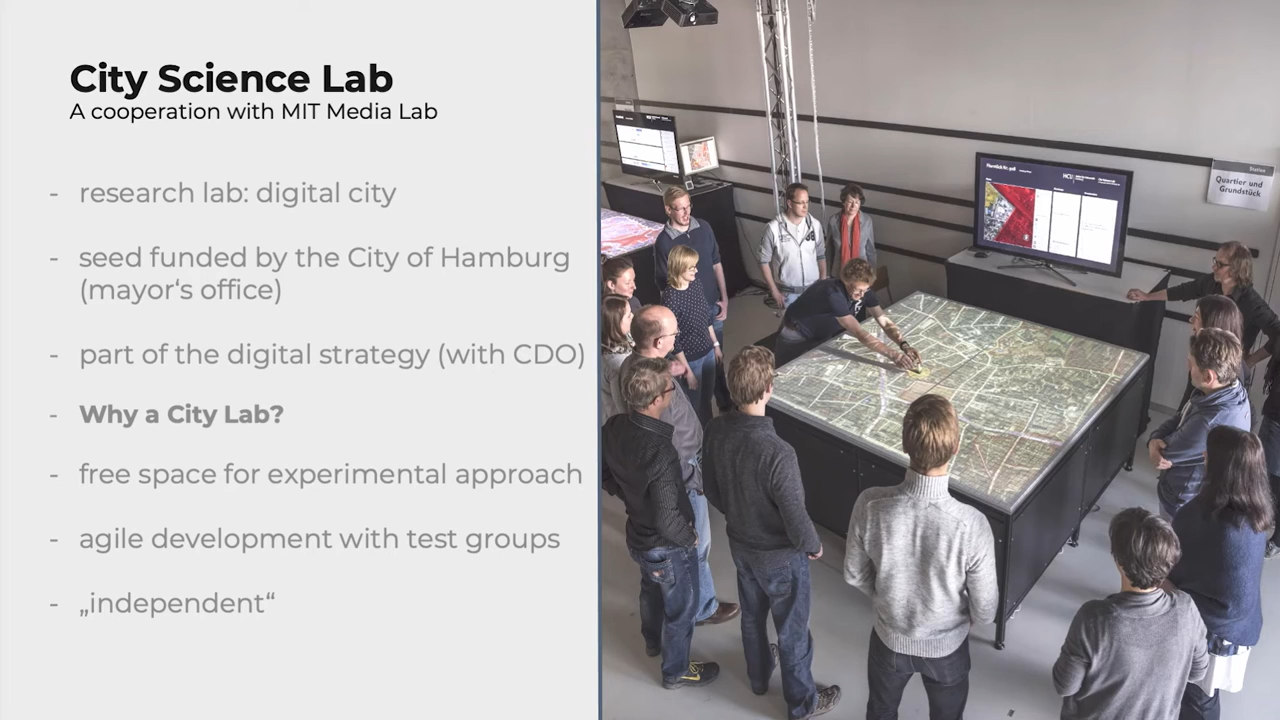 City Science Lab
A cooperation with MIT Media Lab
- research lab: digital city
- seed funded by the City of Hamburg
(mayor‘s office)
- part of the digital strategy (with CDO)
- Why a City Lab?
- free space for experimental approach
- agile development with test groups
- „independent“
HCU
Quartier und
Grundstück